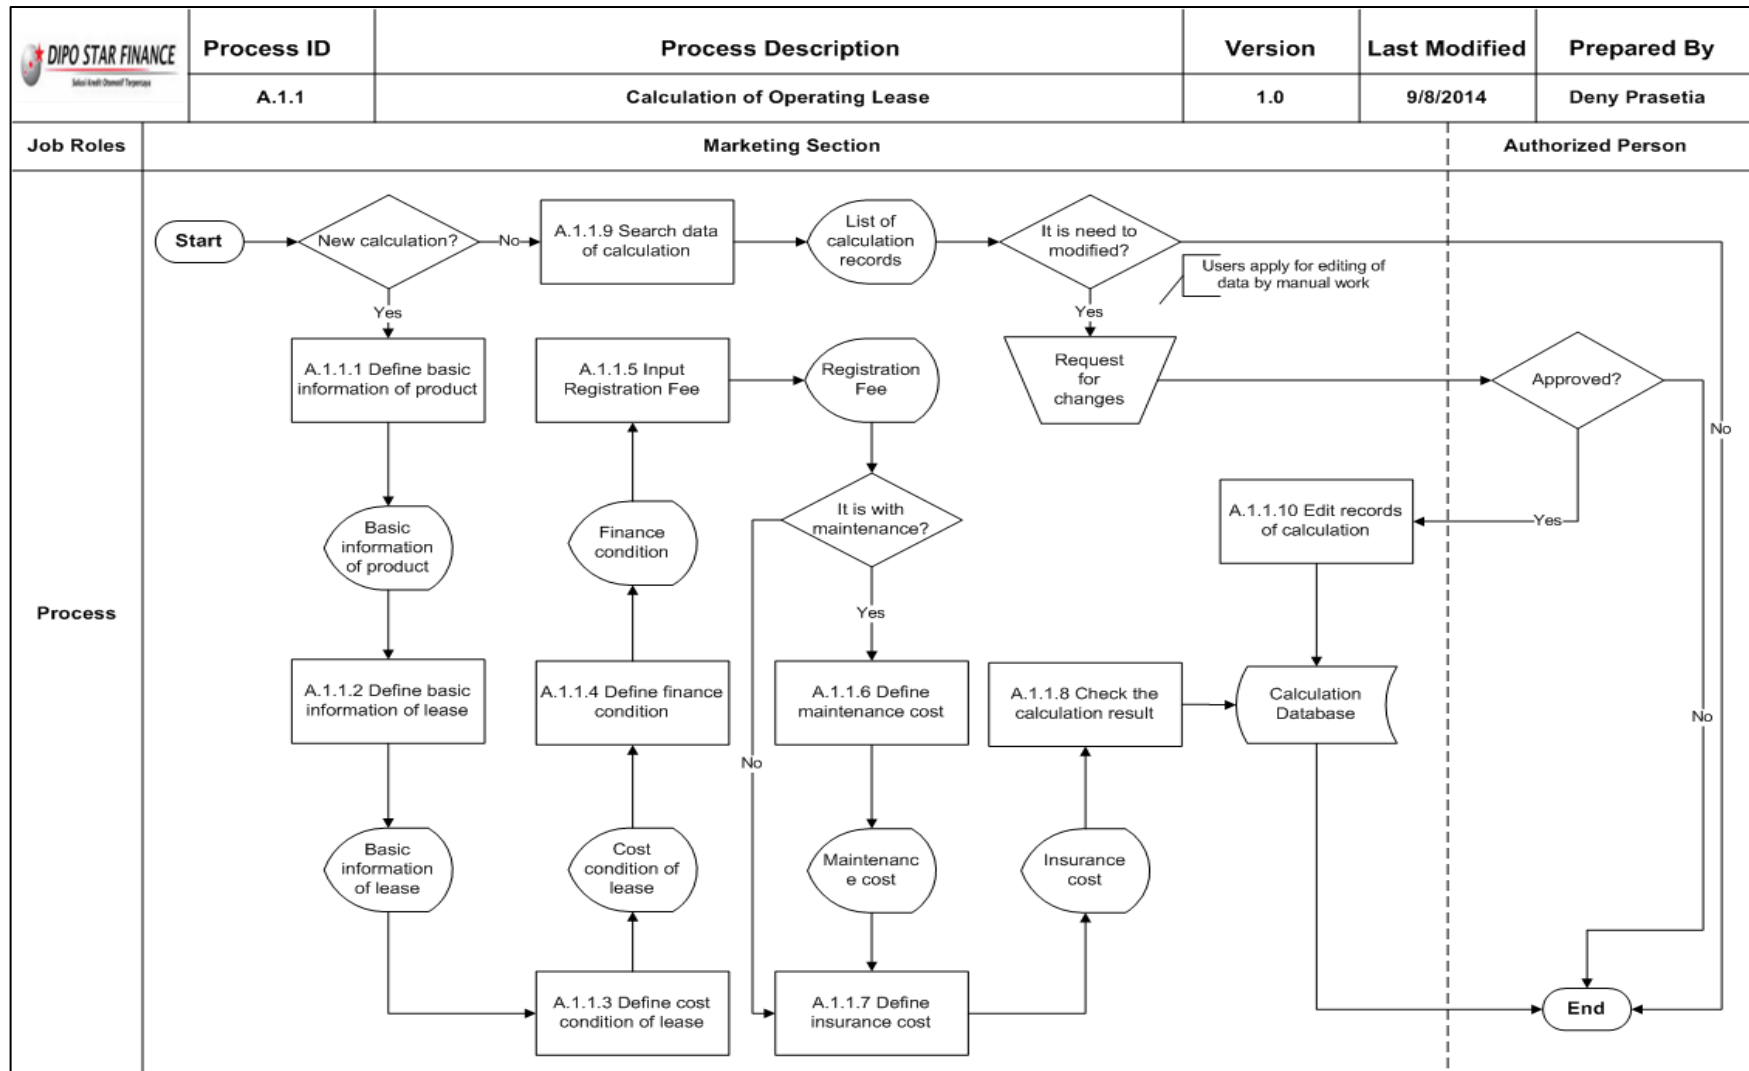 DIPO STAR FINANCE
Solusi Kredit Otomotif Terpercaya
Process ID
Process Description
Version
Last Modified
Prepared By
A.1.1
Calculation of Operating Lease
1.0
9/8/2014
Deny Prasetia
Job Roles
Marketing Section
Authorized Person
Process
Start
New calculation?
No
A.1.1.9 Search data
of calculation
List of
calculation
records
It is need to
modified?
Users apply for editing of
data by manual work
Yes
Yes
A.1.1.1 Define basic
information of product
A.1.1.5 Input
Registration Fee
Registration
Fee
Request
for
changes
Approved?
No
Basic
information
of product
Finance
condition
It is with
maintenance?
A.1.1.10 Edit records
of calculation
Yes
Yes
A.1.1.2 Define basic
information of lease
A.1.1.4 Define finance
condition
A.1.1.6 Define
maintenance cost
A.1.1.8 Check the
calculation result
Calculation
Database
No
No
Basic
information
of lease
Cost
condition of
lease
Maintenanc
e cost
Insurance
cost
A.1.1.3 Define cost
condition of lease
A.1.1.7 Define
insurance cost
End